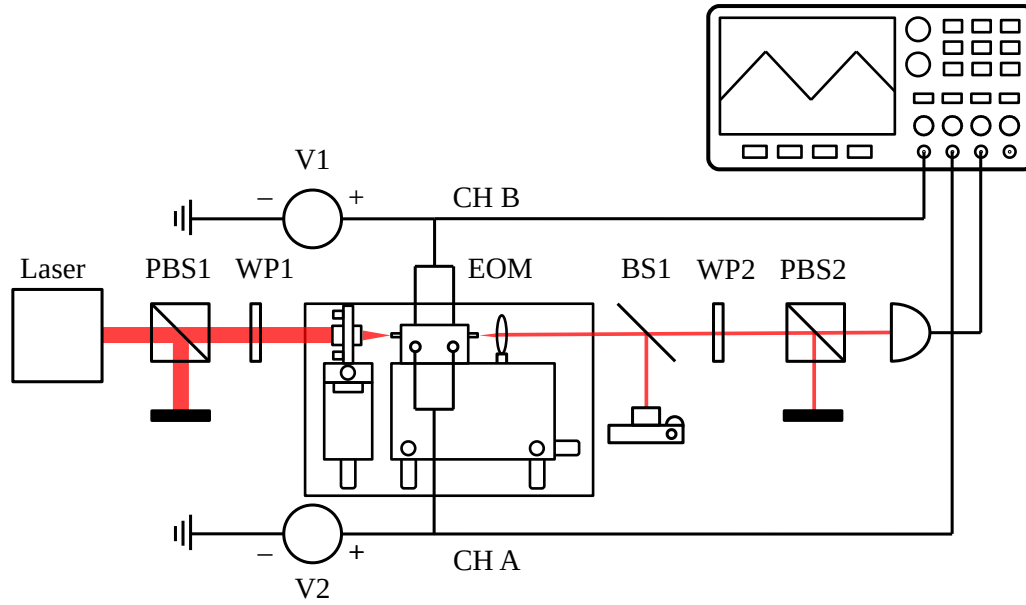 V1
– +
CH B
Laser
PBS1
WP1
EOM
BS1
WP2
PBS2
– +
CH A
V2